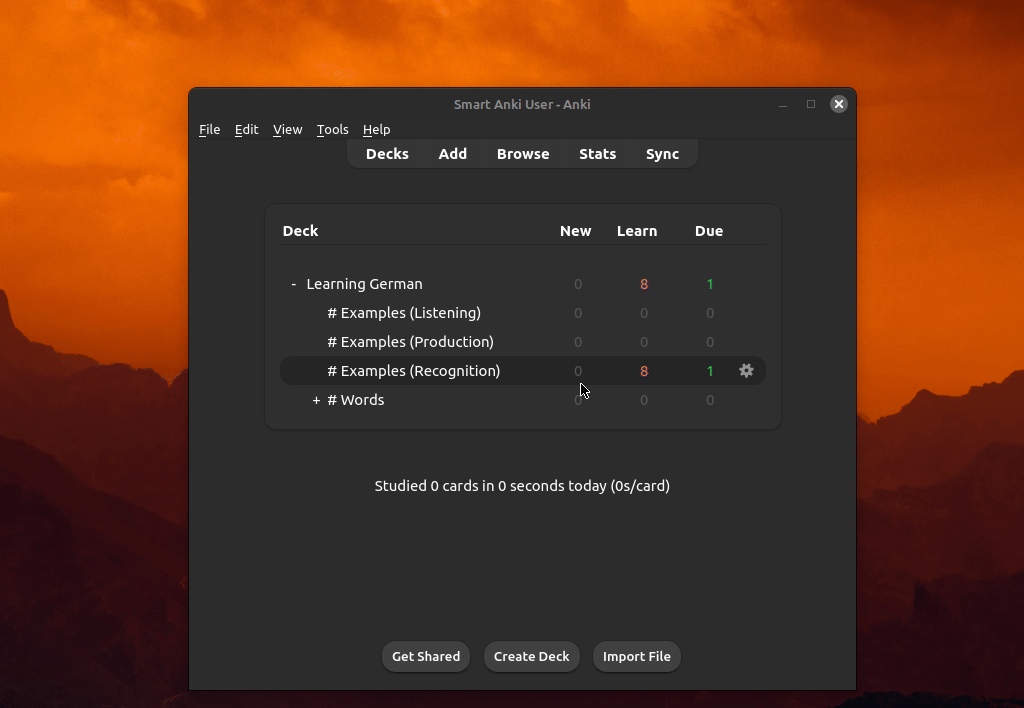 Smart Anki User - Anki
File Edit View Tools Help
Decks Add Browse Stats Sync
Deck New Learn Due
- Learning German 0 8 1
# Examples (Listening) 0 0 0
# Examples (Production) 0 0 0
# Examples (Recognition) 0 8 1
+ # Words 0 0 0
Studied 0 cards in 0 seconds today (0s/card)
Get Shared Create Deck Import File